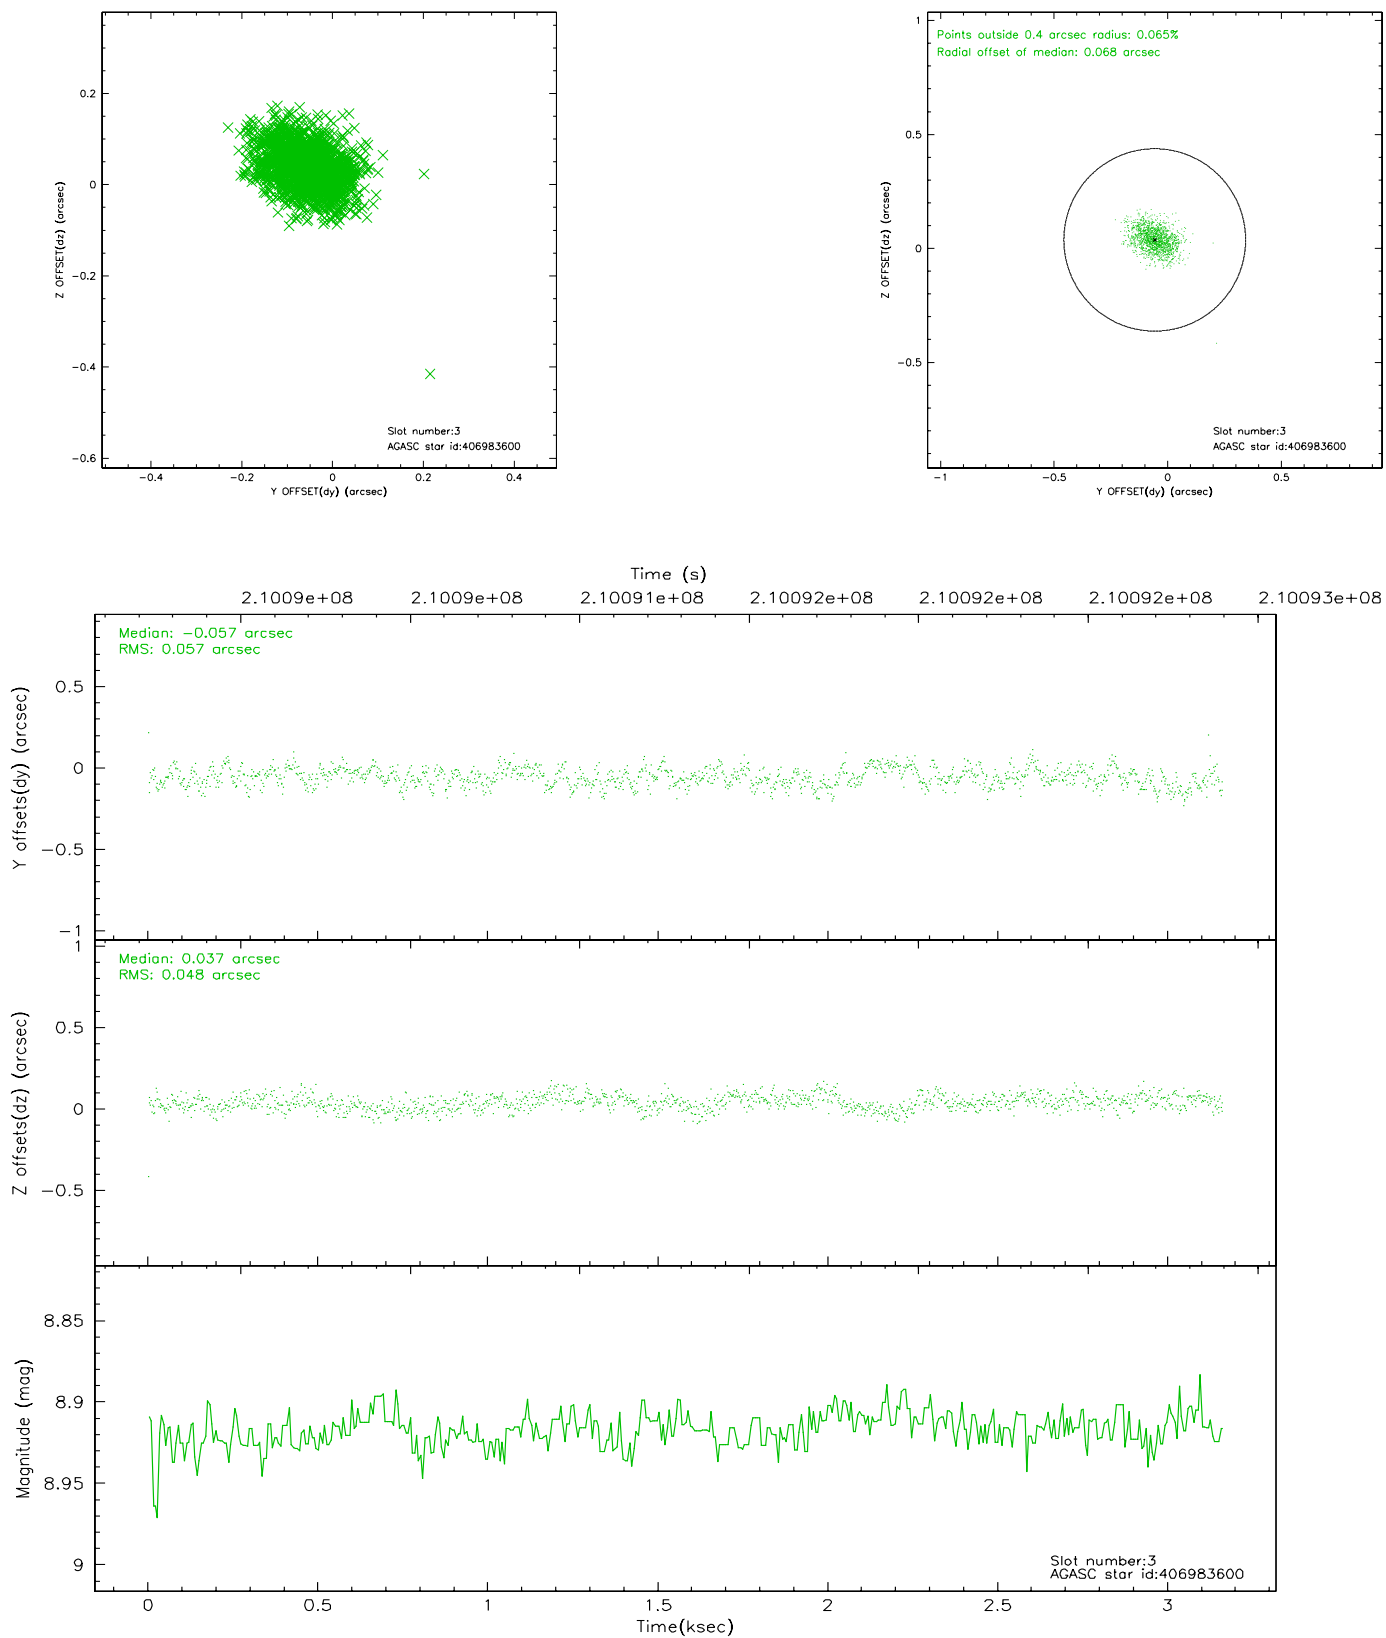 0.2
0
−0.2
−0.4
−0.6
Z OFFSET(dz) (arcsec)
Slot number:3
AGASC star id:406983600
−0.4 −0.2 0 0.2 0.4
Y OFFSET(dy) (arcsec)
Points outside 0.4 arcsec radius: 0.065%
Radial offset of median: 0.068 arcsec
1
0.5
0
−0.5
Z OFFSET(dz) (arcsec)
Slot number:3
AGASC star id:406983600
−1 −0.5 0 0.5
Y OFFSET(dy) (arcsec)
Time (s)
2.1009e+08 2.1009e+08 2.10091e+08 2.10092e+08 2.10092e+08 2.10092e+08 2.10093e+08
Median: −0.057 arcsec
RMS: 0.057 arcsec
0.5
0
−0.5
−1
Y offsets(dy) (arcsec)
Median: 0.037 arcsec
RMS: 0.048 arcsec
1
0.5
0
−0.5
Z offsets(dz) (arcsec)
8.85
8.9
8.95
9
Magnitude (mag)
Slot number:3
AGASC star id:406983600
0 0.5 1 1.5 2 2.5 3
Time(ksec)